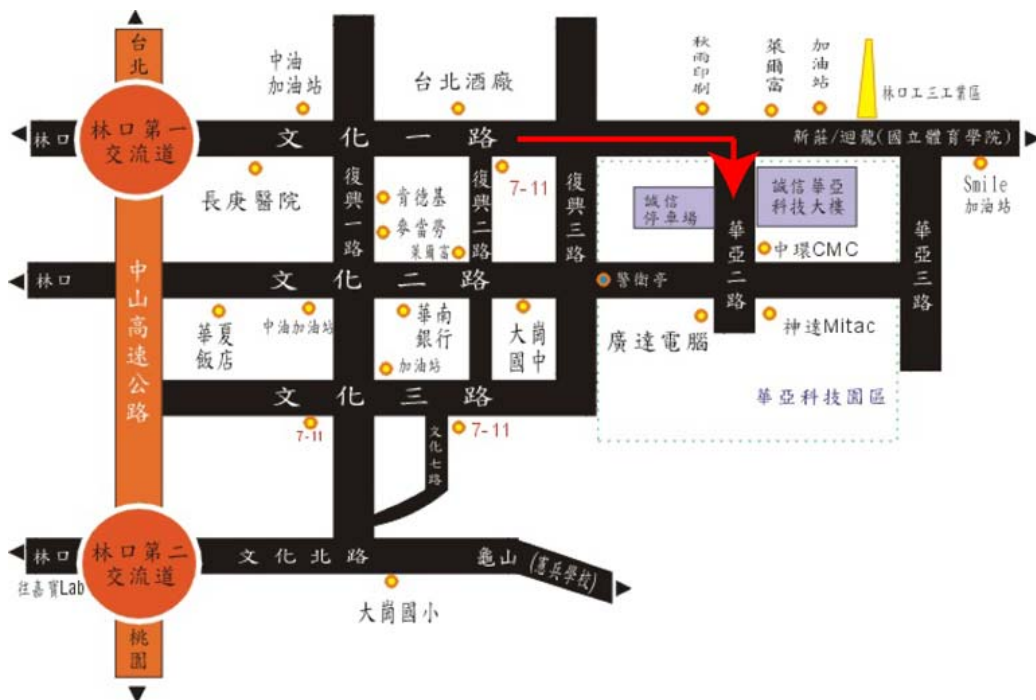 台北
中油
加油站
台北酒廠
秋雨印刷
萊爾富
加油站
林口工三工業區
林口
林口第一
交流道
文化一路
新莊/迴龍(國立體育學院)
長庚醫院
復興一路
肯德基
麥當勞
萊爾富
復興二路
7-11
復興三路
誠信
停車場
華亞二路
誠信華亞
科技大樓
中環CMC
華亞三路
Smile
加油站
林口
中山高速公路
文化二路
警衛亭
華夏
飯店
中油加油站
華南
銀行
加油站
大崗
國中
廣達電腦
神達Mitac
文化三路
華亞科技園區
7-11
文化七路
7-11
林口
林口第二
交流道
文化北路
龜山
(憲兵學校)
往嘉寶Lab
大崗國小
桃園